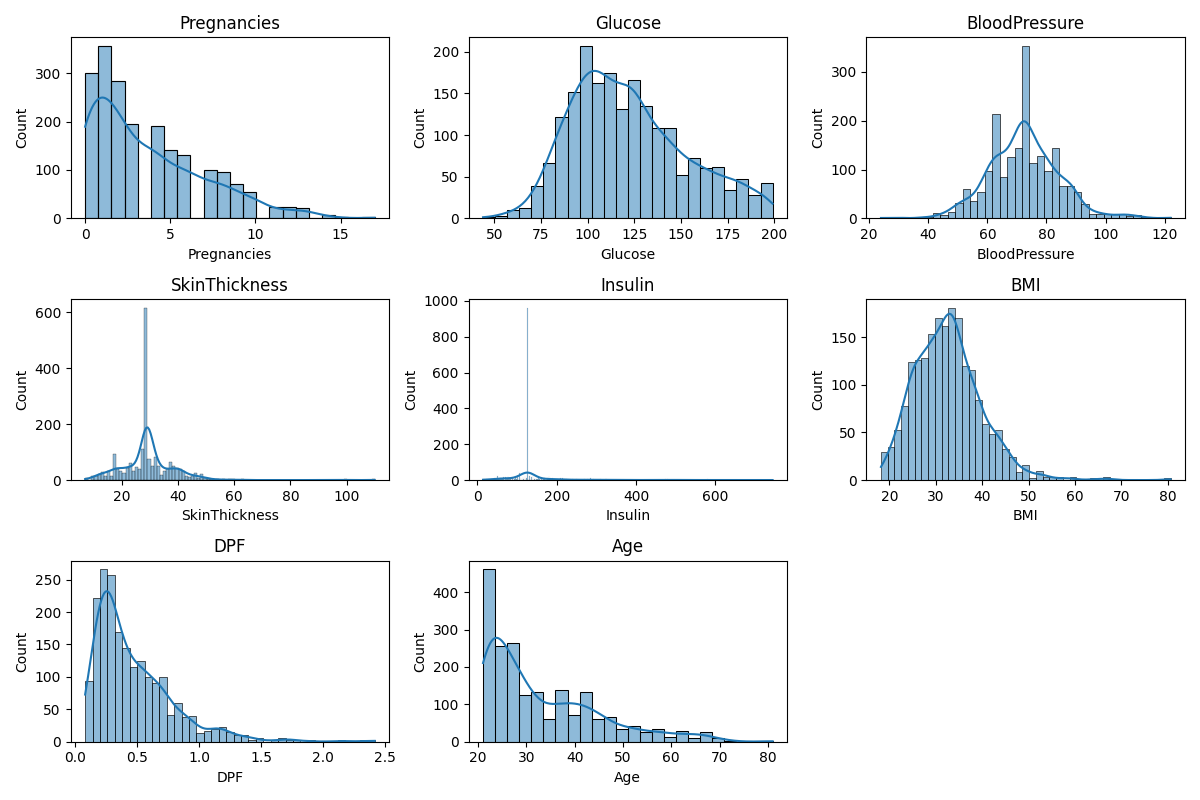 Pregnancies
Count
300
200
100
0
0 5 10 15
Pregnancies
Glucose
Count
200
150
100
50
0
50 75 100 125 150 175 200
Glucose
BloodPressure
Count
300
200
100
0
20 40 60 80 100 120
BloodPressure
SkinThickness
Count
600
400
200
0
20 40 60 80 100
SkinThickness
Insulin
Count
1000
800
600
400
200
0
0 200 400 600
Insulin
BMI
Count
150
100
50
0
20 30 40 50 60 70 80
BMI
DPF
Count
250
200
150
100
50
0
0.0 0.5 1.0 1.5 2.0 2.5
DPF
Age
Count
400
300
200
100
0
20 30 40 50 60 70 80
Age